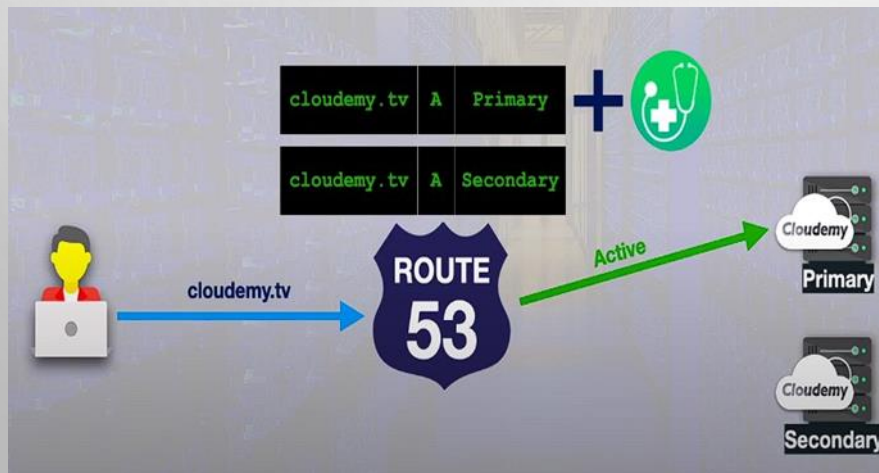 cloudemy.tv A Primary
cloudemy.tv A Secondary
cloudemy.tv
ROUTE
53
Active
Cloudemy
Primary
Cloudemy
Secondary